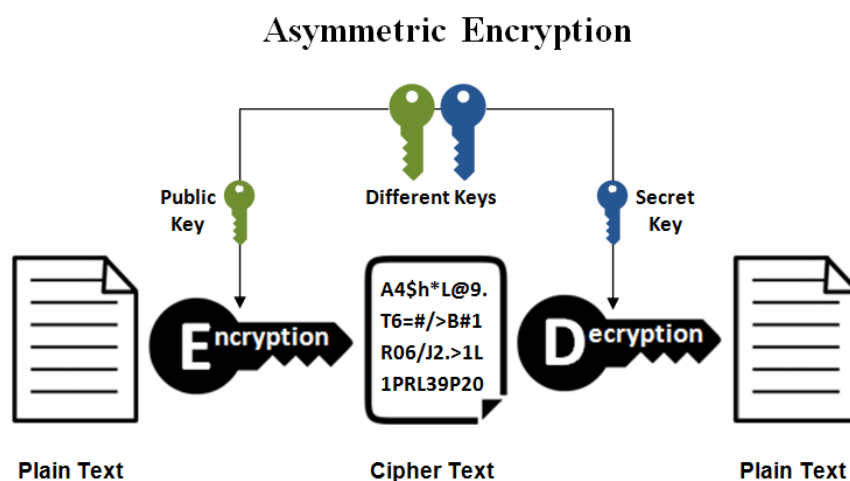 Asymmetric Encryption
Public
Key
Different Keys
Secret
Key
A4$h*L@9.
T6=#/>B#1
R06/J2.>1L
1PRL39P20
Encryption
Decryption
Plain Text
Cipher Text
Plain Text